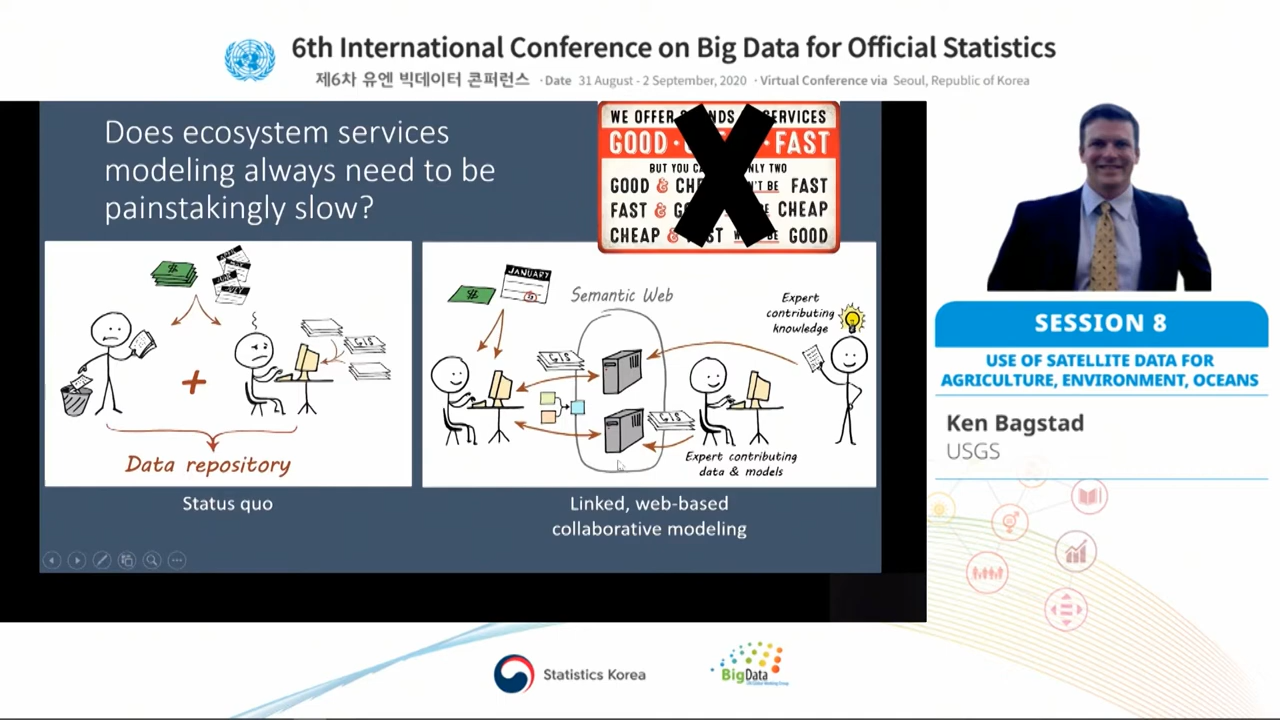 6th International Conference on Big Data for Official Statistics
제6차 유엔 빅데이터 콘퍼런스 · Date 31 August - 2 September, 2020 · Virtual Conference via Seoul, Republic of Korea
Does ecosystem services
modeling always need to be
painstakingly slow?
WE OFFER
GOOD · FAST
BUT YOU ONLY TWO
GOOD & FAST
FAST & CHEAP
CHEAP & GOOD
JANUARY
Semantic Web
Expert
contributing
knowledge
GIS
GIS
GIS
Data repository
Expert contributing
data & models
Status quo
Linked, web-based
collaborative modeling
SESSION 8
USE OF SATELLITE DATA FOR
AGRICULTURE, ENVIRONMENT, OCEANS
Ken Bagstad
USGS
Statistics Korea
BigData